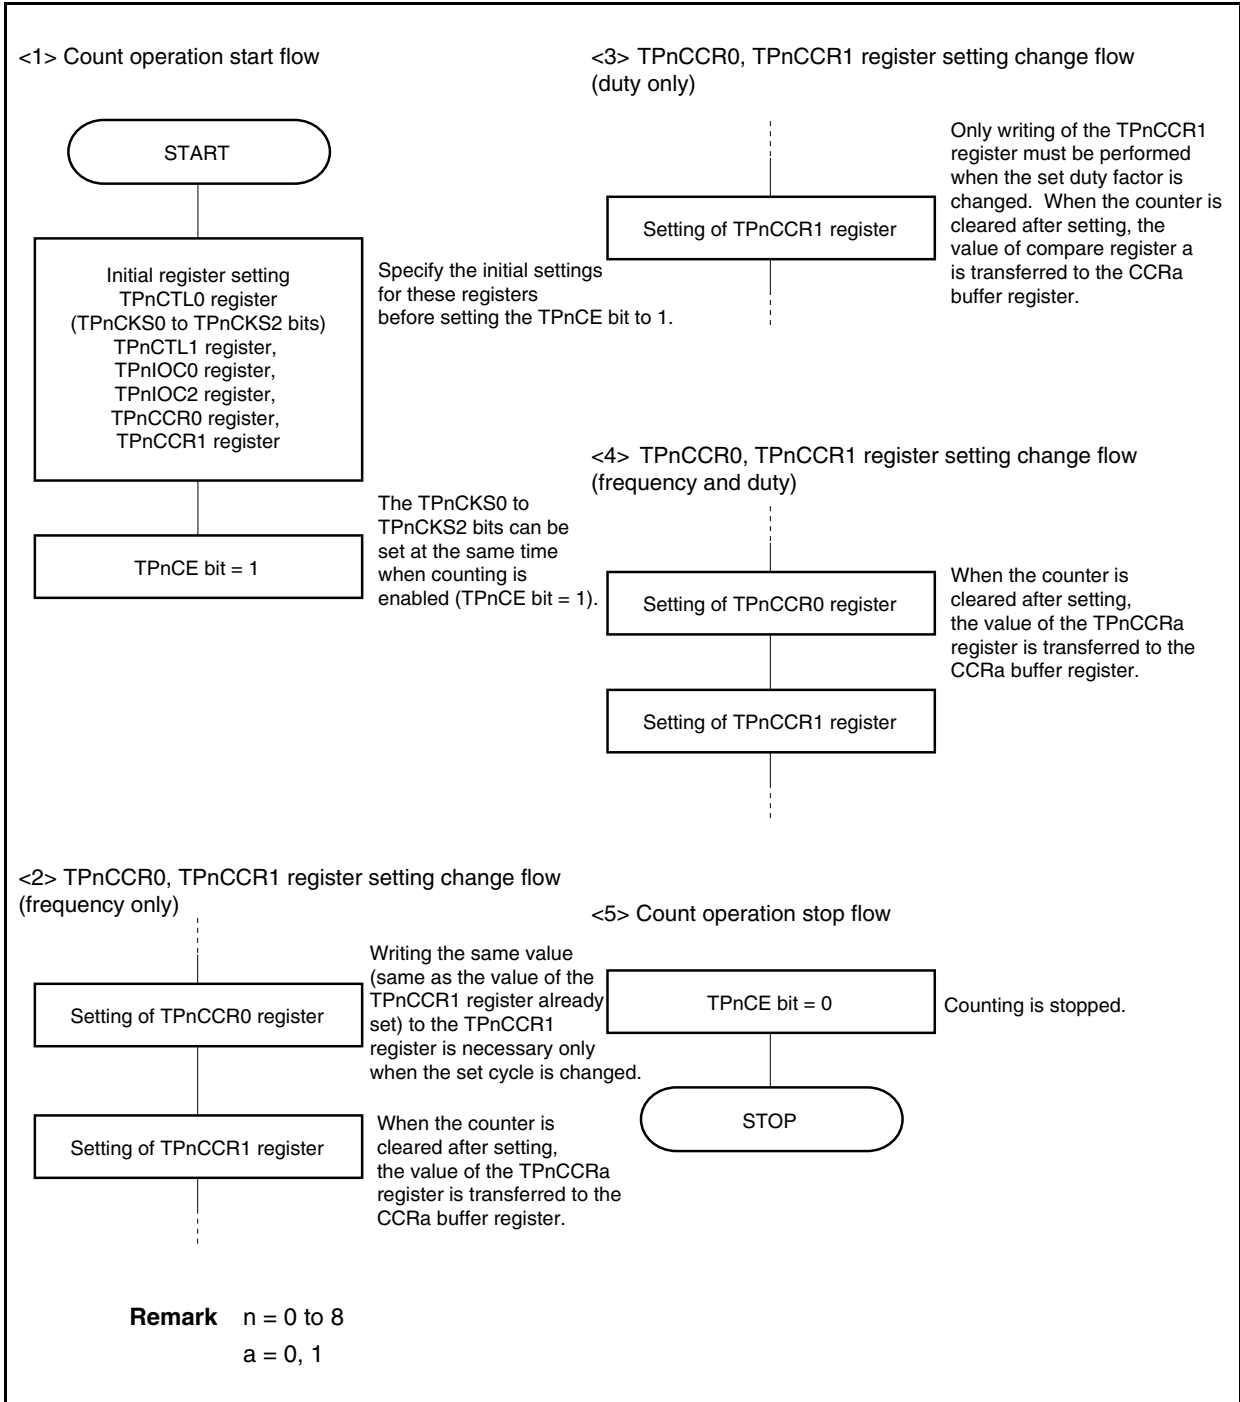 <1> Count operation start flow
START
Initial register setting
TPnCTL0 register
(TPnCKS0 to TPnCKS2 bits)
TPnCTL1 register,
TPnIOC0 register,
TPnIOC2 register,
TPnCCR0 register,
TPnCCR1 register
Specify the initial settings
for these registers
before setting the TPnCE bit to 1.
TPnCE bit = 1
The TPnCKS0 to
TPnCKS2 bits can be
set at the same time
when counting is
enabled (TPnCE bit = 1).
<2> TPnCCR0, TPnCCR1 register setting change flow
(frequency only)
Setting of TPnCCR0 register
Writing the same value
(same as the value of the
TPnCCR1 register already
set) to the TPnCCR1
register is necessary only
when the set cycle is changed.
Setting of TPnCCR1 register
When the counter is
cleared after setting,
the value of the TPnCCRa
register is transferred to the
CCRa buffer register.
<3> TPnCCR0, TPnCCR1 register setting change flow
(duty only)
Setting of TPnCCR1 register
Only writing of the TPnCCR1
register must be performed
when the set duty factor is
changed. When the counter is
cleared after setting, the
value of compare register a
is transferred to the CCRa
buffer register.
<4> TPnCCR0, TPnCCR1 register setting change flow
(frequency and duty)
Setting of TPnCCR0 register
When the counter is
cleared after setting,
the value of the TPnCCRa
register is transferred to the
CCRa buffer register.
Setting of TPnCCR1 register
<5> Count operation stop flow
TPnCE bit = 0
Counting is stopped.
STOP
Remark n = 0 to 8
a = 0, 1